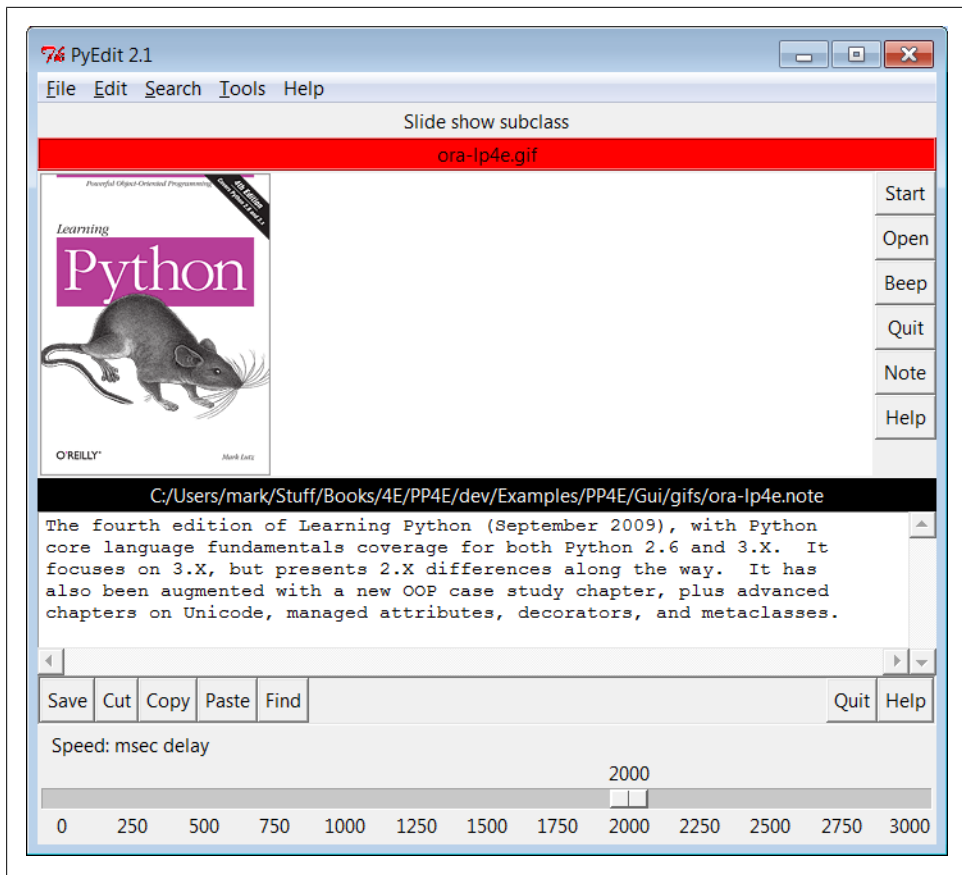 PyEdit 2.1
File Edit Search Tools Help
Slide show subclass
ora-lp4e.gif
Powerful Object-Oriented Programming
4th Edition
Covers Python 2.6 and 3.x
Learning
Python
O'REILLY®
Mark Lutz
Start
Open
Beep
Quit
Note
Help
C:/Users/mark/Stuff/Books/4E/PP4E/dev/Examples/PP4E/Gui/gifs/ora-lp4e.note
The fourth edition of Learning Python (September 2009), with Python
core language fundamentals coverage for both Python 2.6 and 3.X.  It
focuses on 3.X, but presents 2.X differences along the way.  It has
also been augmented with a new OOP case study chapter, plus advanced
chapters on Unicode, managed attributes, decorators, and metaclasses.
Save Cut Copy Paste Find Quit Help
Speed: msec delay
2000
0 250 500 750 1000 1250 1500 1750 2000 2250 2500 2750 3000